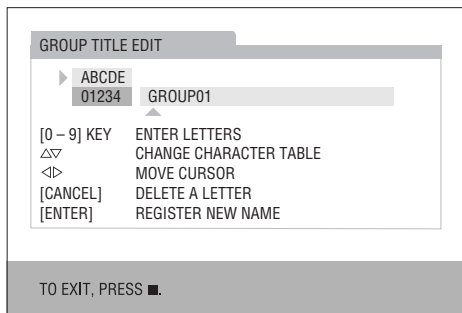 GROUP TITLE EDIT
ABCDE
01234 GROUP01
[0 – 9] KEY ENTER LETTERS
△▽ CHANGE CHARACTER TABLE
◁▷ MOVE CURSOR
[CANCEL] DELETE A LETTER
[ENTER] REGISTER NEW NAME
TO EXIT, PRESS ■.